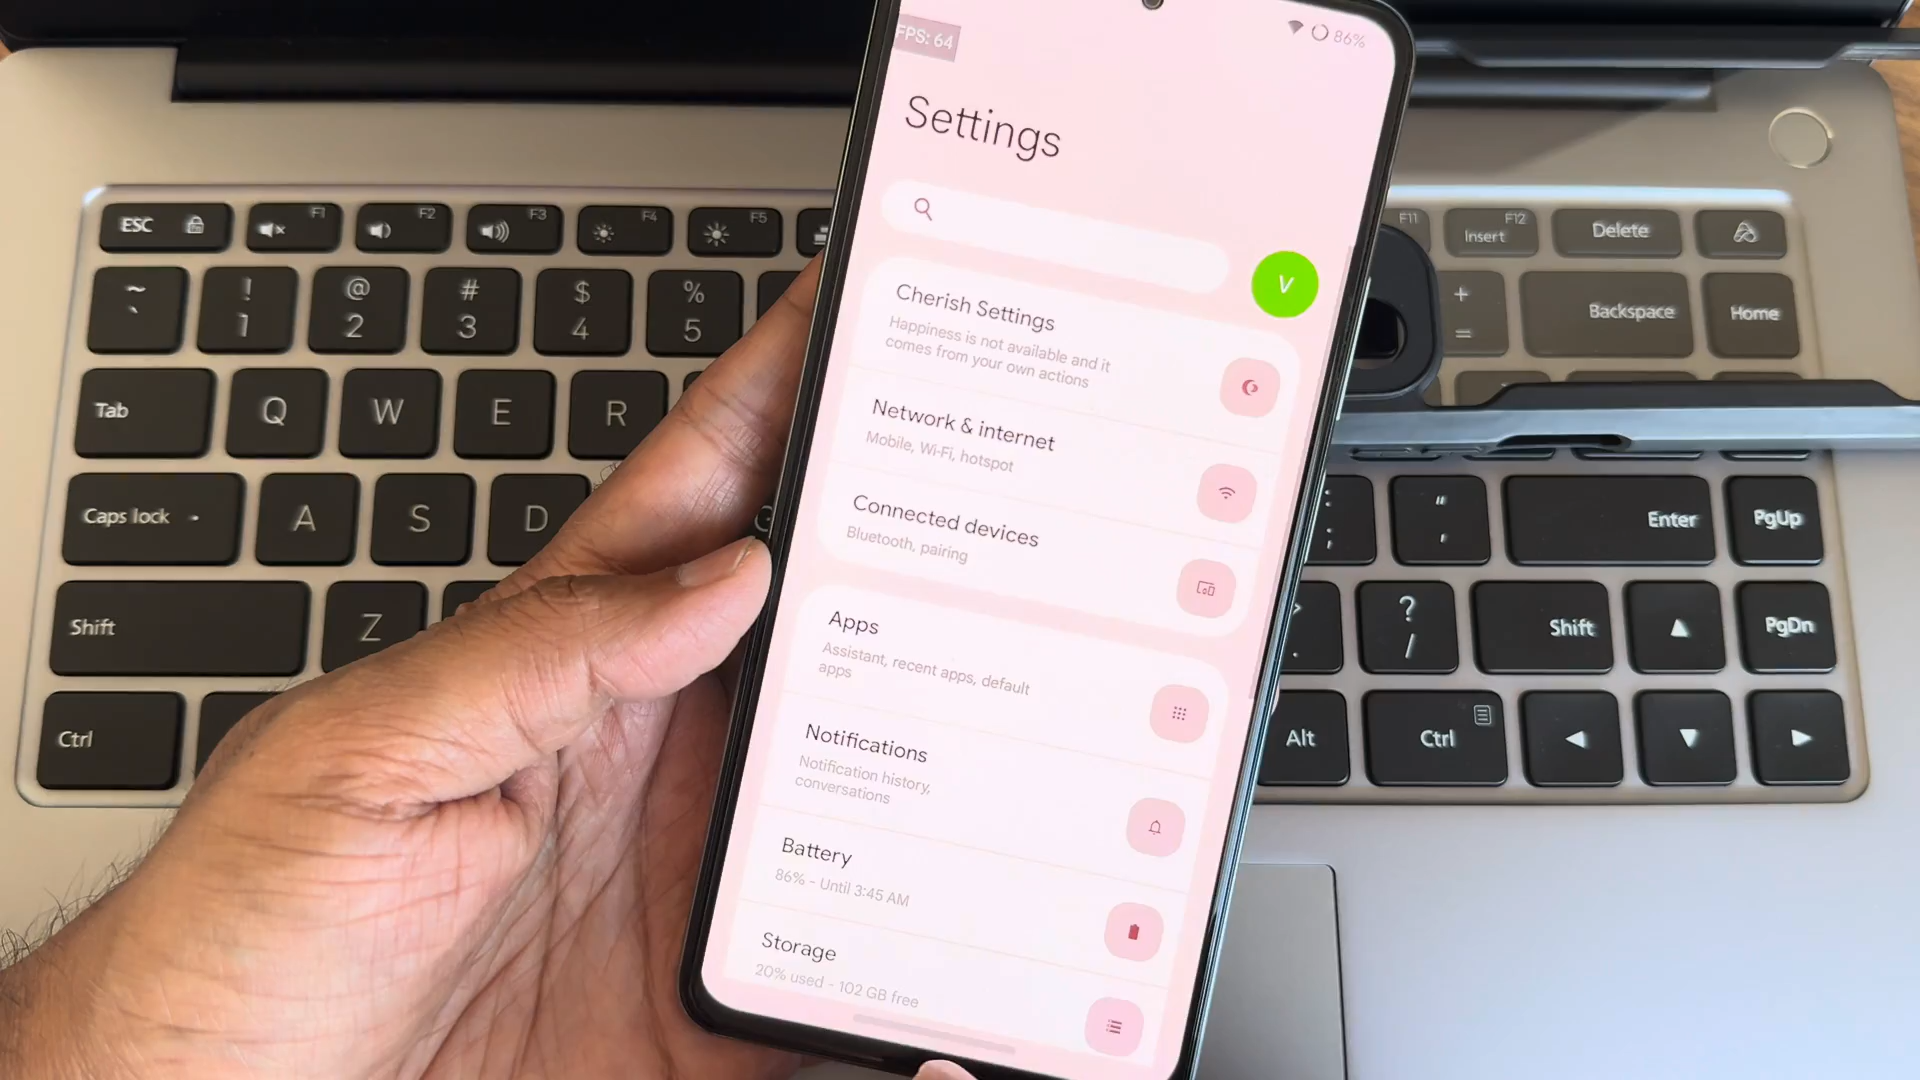 FPS: 64
86%
Settings
V
Cherish Settings
Happiness is not available and it
comes from your own actions
Network & internet
Mobile, Wi-Fi, hotspot
Connected devices
Bluetooth, pairing
Apps
Assistant, recent apps, default
apps
Notifications
Notification history,
conversations
Battery
86% - Until 3:45 AM
Storage
20% used - 102 GB free
ESC F1 F2 F3 F4 F5
F11 F12
Insert Delete
~ ! @ # $ %
` 1 2 3 4 5
+
= Backspace Home
Tab Q W E R
Caps lock A S D G
: "
; ' Enter PgUp
Shift Z
> ?
. / Shift ▲ PgDn
Ctrl
Alt Ctrl ◀ ▼ ▶